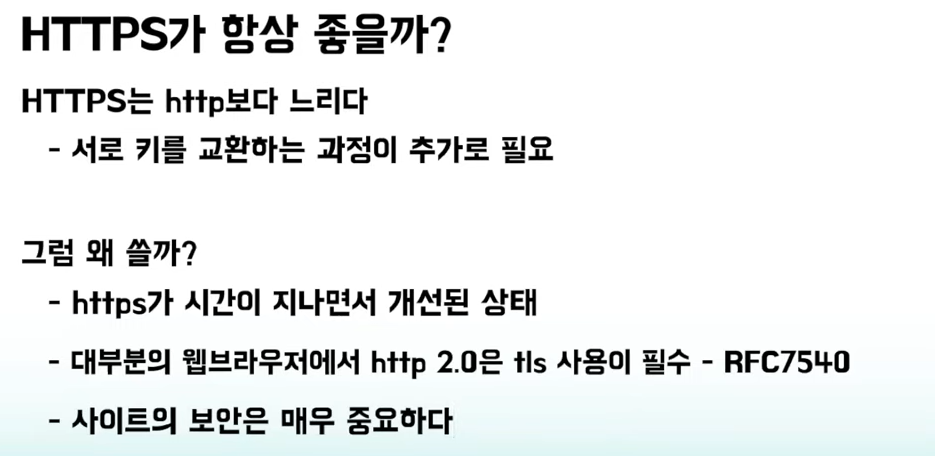 HTTPS가 항상 좋을까?
HTTPS는 http보다 느리다
- 서로 키를 교환하는 과정이 추가로 필요
그럼 왜 쓸까?
- https가 시간이 지나면서 개선된 상태
- 대부분의 웹브라우저에서 http 2.0은 tls 사용이 필수 - RFC7540
- 사이트의 보안은 매우 중요하다